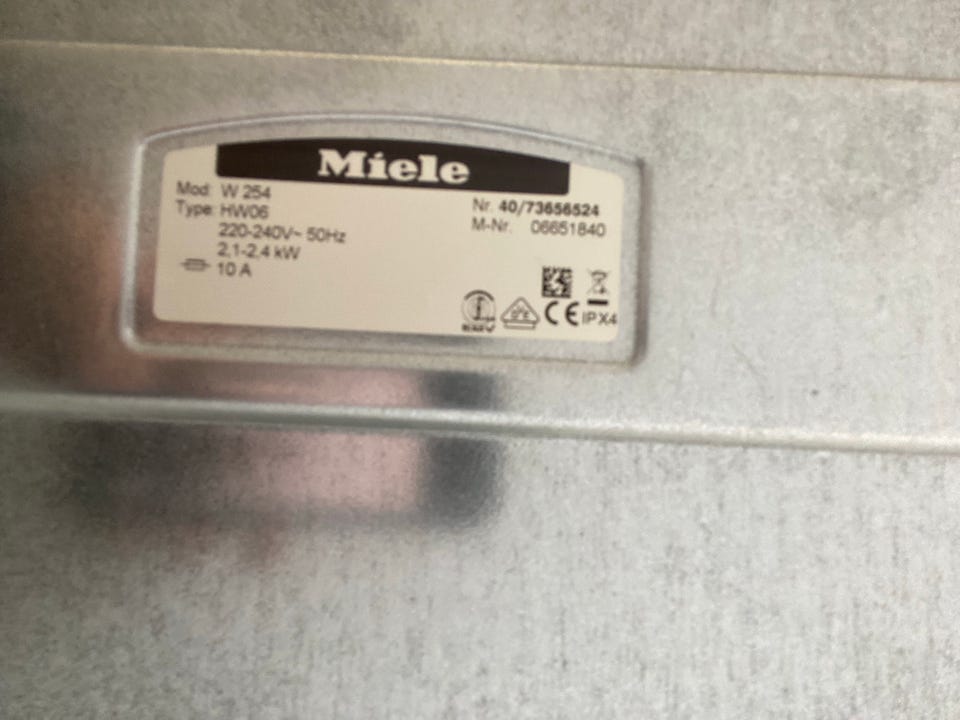 Miele
Mod: W 254
Type: HW06
220-240V~ 50Hz
2,1-2,4 kW
10 A
Nr. 40/73656524
M-Nr. 06651840
CE IPX4